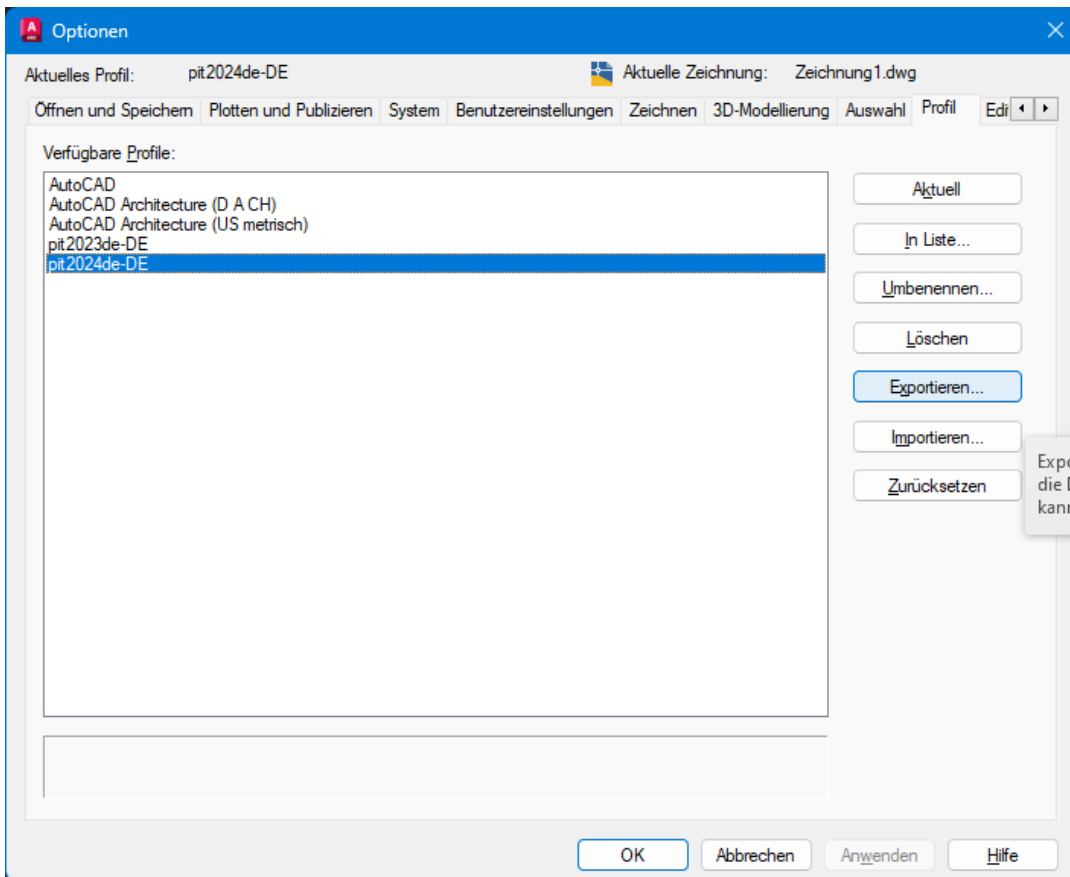 Optionen
Aktuelles Profil: pit2024de-DE Aktuelle Zeichnung: Zeichnung1.dwg
Öffnen und Speichern Plotten und Publizieren System Benutzereinstellungen Zeichnen 3D-Modellierung Auswahl Profil
Verfügbare Profile:
AutoCAD
AutoCAD Architecture (D A CH)
AutoCAD Architecture (US metrisch)
pit2023de-DE
pit2024de-DE
Aktuell
In Liste...
Umbenennen...
Löschen
Exportieren...
Importieren...
Zurücksetzen
die
OK Abbrechen Anwenden Hilfe